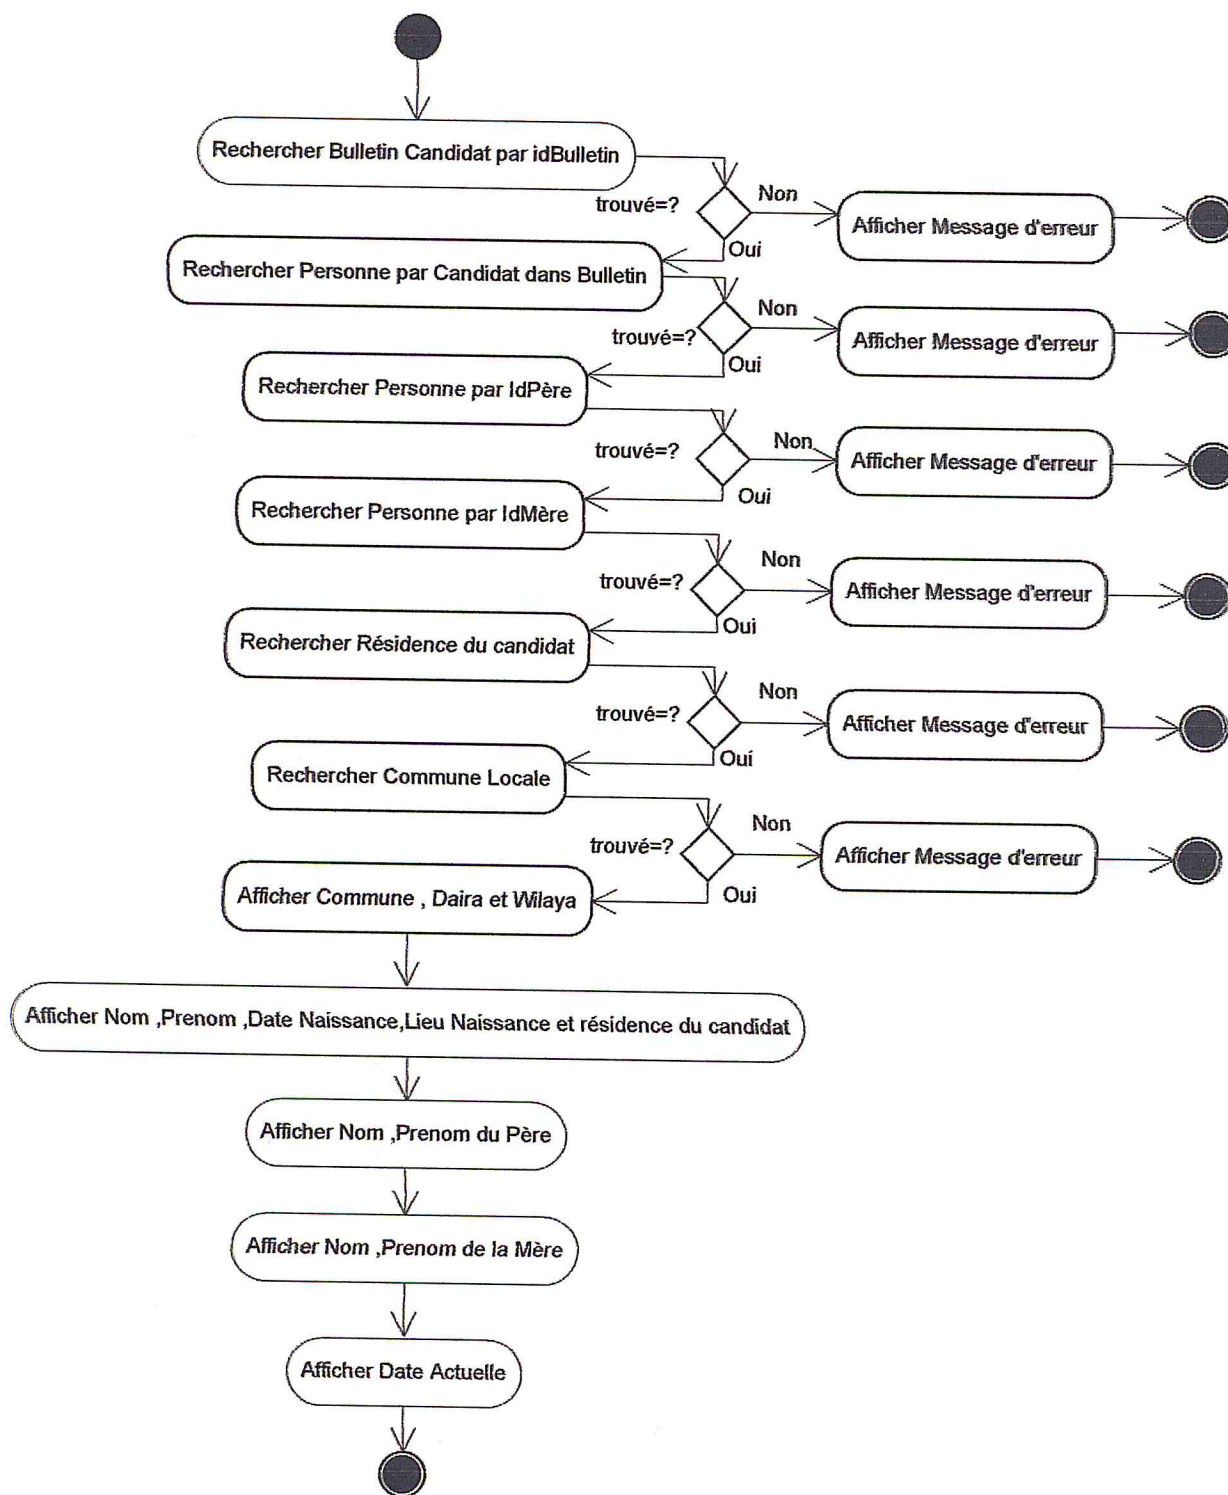 Rechercher Bulletin Candidat par idBulletin
trouvé=?
Non
Afficher Message d'erreur
Oui
Rechercher Personne par Candidat dans Bulletin
trouvé=?
Non
Afficher Message d'erreur
Oui
Rechercher Personne par IdPère
trouvé=?
Non
Afficher Message d'erreur
Oui
Rechercher Personne par IdMère
trouvé=?
Non
Afficher Message d'erreur
Oui
Rechercher Résidence du candidat
trouvé=?
Non
Afficher Message d'erreur
Oui
Rechercher Commune Locale
trouvé=?
Non
Afficher Message d'erreur
Oui
Afficher Commune , Daira et Wilaya
Afficher Nom ,Prenom ,Date Naissance,Lieu Naissance et résidence du candidat
Afficher Nom ,Prenom du Père
Afficher Nom ,Prenom de la Mère
Afficher Date Actuelle